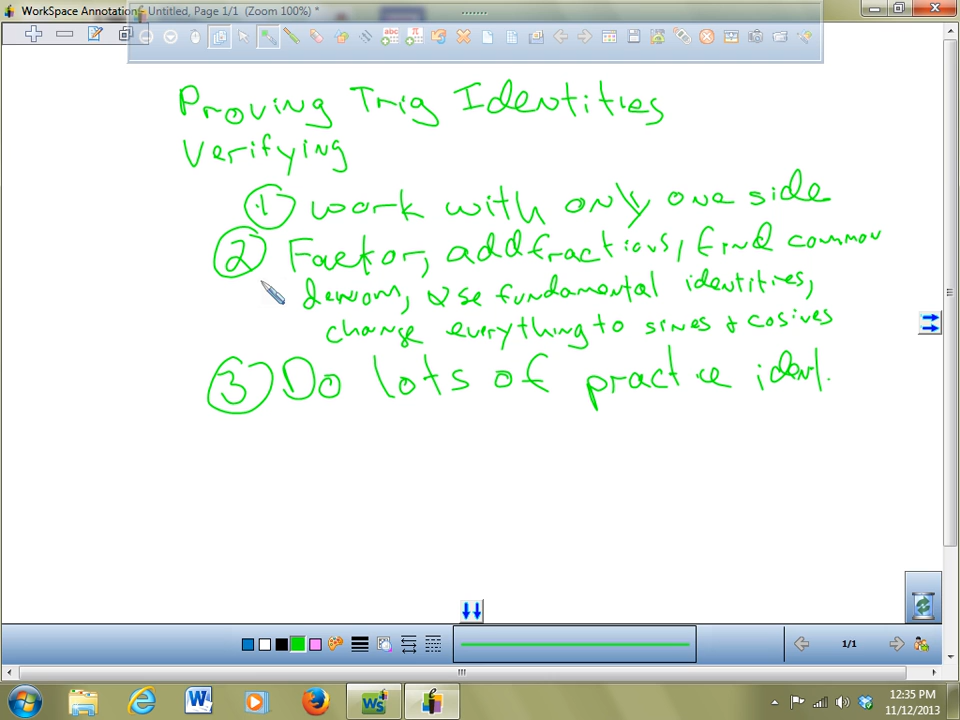 WorkSpace Annotations - Untitled, Page 1/1 (Zoom 100%) *
Proving Trig Identities
Verifying
1 work with only one side
2 Factor, add fractions, find common
denom, use fundamental identities,
change everything to sines + cosines
3 Do lots of practice ident.
1/1
12:35 PM
11/12/2013